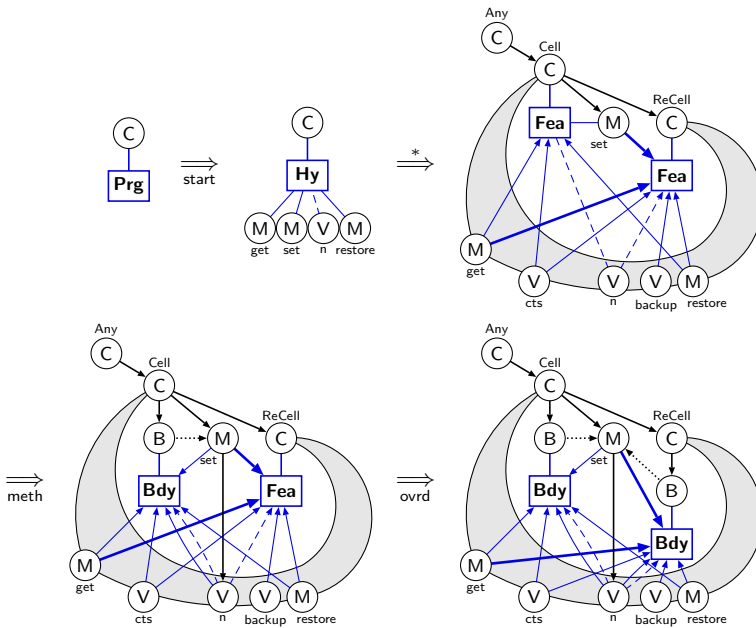 Any
C
Cell
C
ReCell
C
Fea
M
set
Fea
C
Prg
⟹
start
C
Hy
M M V M
get set n restore
*
⟹
M
get
V V V M
cts n backup restore
Any
C
Cell
C
ReCell
B M C
set
Bdy Fea
⟹
meth
M
get
V V V M
cts n backup restore
Any
C
Cell
C
ReCell
B M C
set
Bdy B
⟹
ovrd
Bdy
M
get
V V V M
cts n backup restore